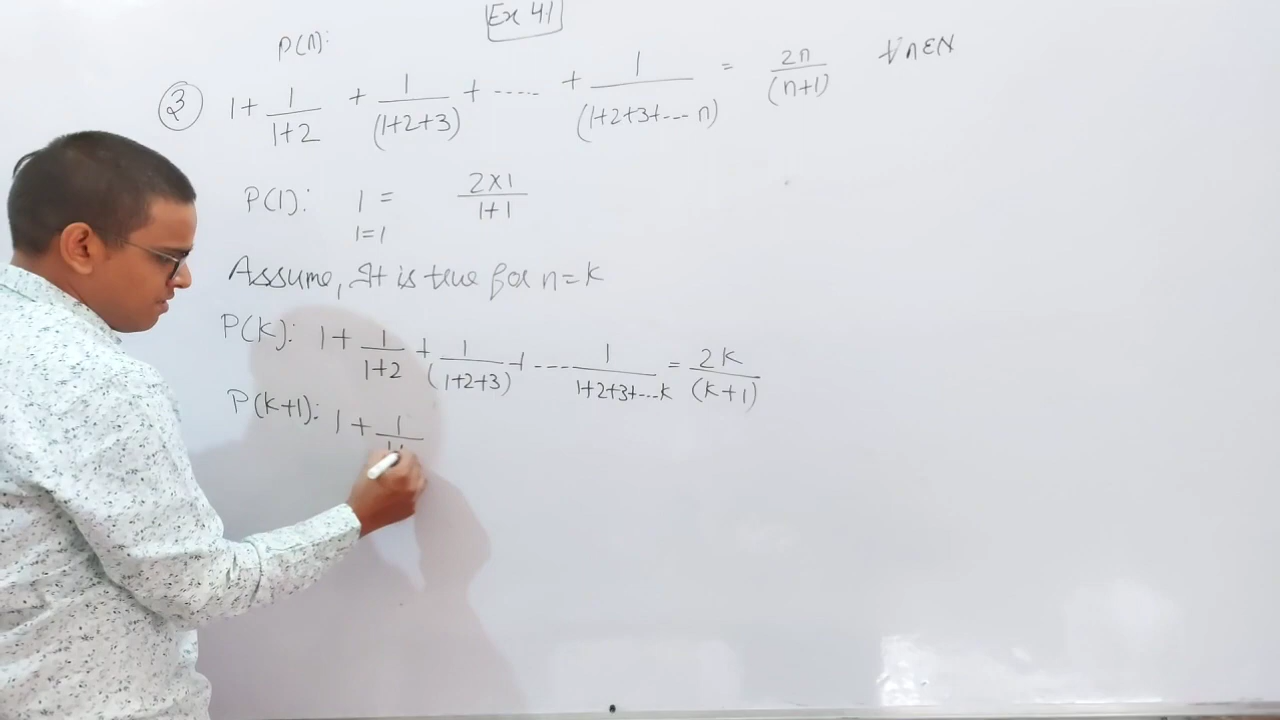 Ex 4.1
P(n):
③ 1 + 1/(1+2) + 1/(1+2+3) + ..... + 1/(1+2+3+---n) = 2n/(n+1) ∀n∈N
P(1): 1 = 2×1/1+1
1=1
Assume, It is true for n=k
P(k): 1 + 1/(1+2) + 1/(1+2+3) + ---- 1/(1+2+3+---k) = 2k/(k+1)
P(k+1): 1 + 1/